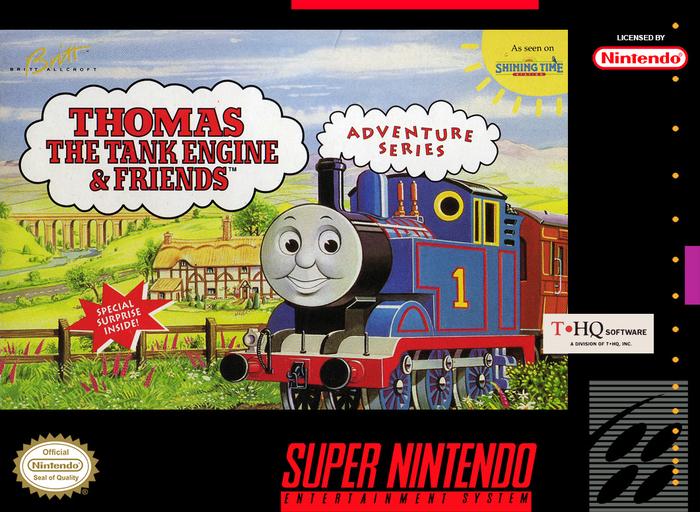 Britt
BRITT ALLCROFT
As seen on
SHINING TIME
STATION
LICENSED BY
Nintendo®
THOMAS
THE TANK ENGINE
& FRIENDS™
ADVENTURE
SERIES
1
SPECIAL
SURPRISE
INSIDE!
T•HQ SOFTWARE
A DIVISION OF T•HQ, INC.
Official
Nintendo
Seal of Quality
®
SUPER NINTENDO
ENTERTAINMENT SYSTEM